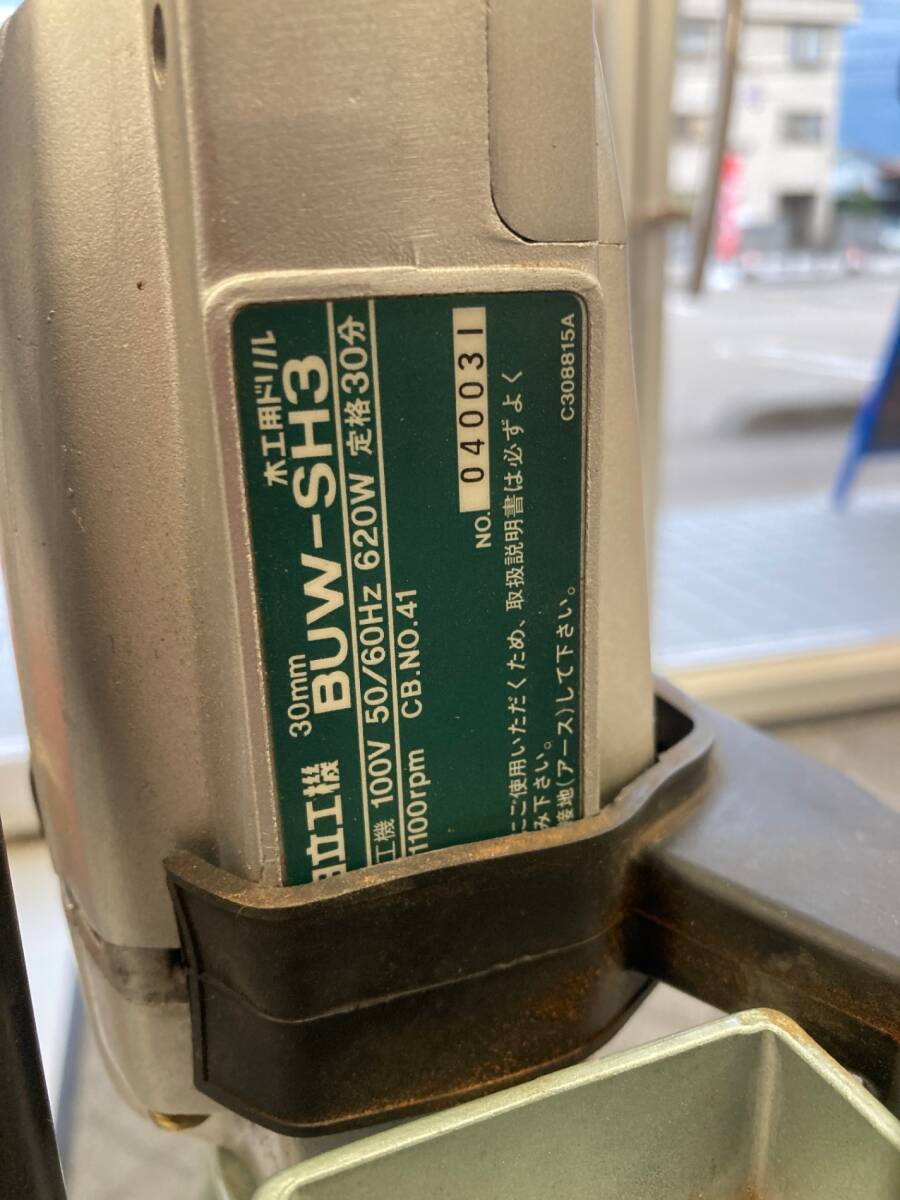 木工用ドリル
日立工機 30mm BUW-SH3
工機 100V 50/60Hz 620W 定格30分
1100rpm CB.NO.41
NO. 040031
にご使用いただくため、取扱説明書は必ずよく
み下さい。
接地(アース)して下さい。
C308815A